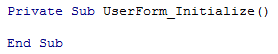 Private Sub UserForm_Initialize()
End Sub